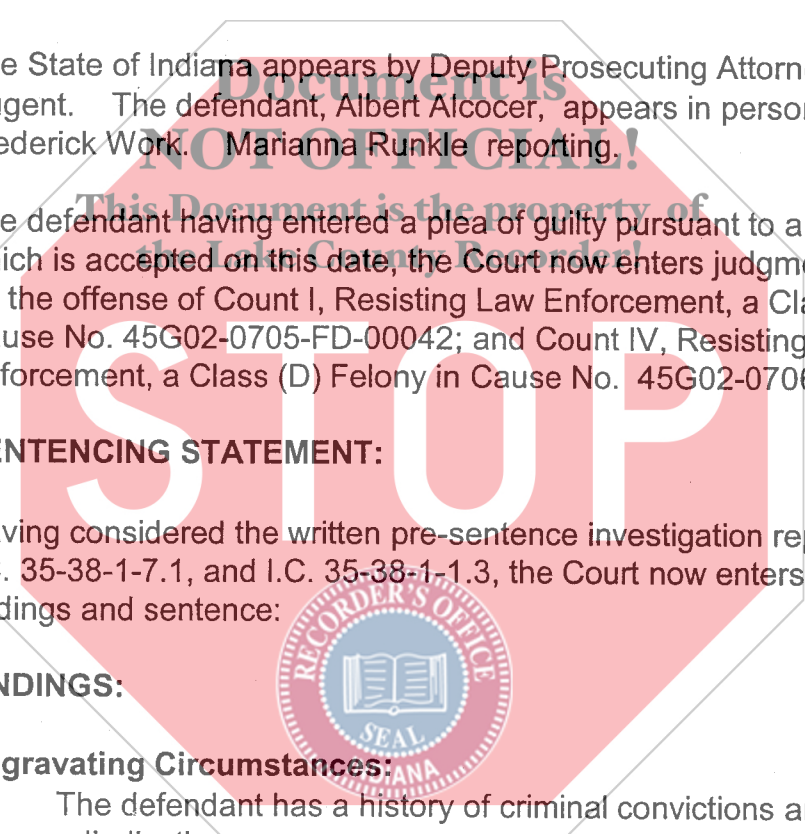 e State of Indiana appears by Deputy Prosecuting Attorn
ugent. The defendant, Albert Alcocer, appears in person
ederick Work. Marianna Runkle reporting.
Document is
NOT OFFICIAL!
This Document is the property of
the Lake County Recorder!
e defendant having entered a plea of guilty pursuant to a
ich is accepted on this date, the Court now enters judgme
the offense of Count I, Resisting Law Enforcement, a Cla
use No. 45G02-0705-FD-00042; and Count IV, Resisting
forcement, a Class (D) Felony in Cause No. 45G02-0706
STOP
ENTENCING STATEMENT:
ving considered the written pre-sentence investigation rep
. 35-38-1-7.1, and I.C. 35-38-1-1.3, the Court now enters
dings and sentence:
RECORDER'S OFFICE
SEAL
INDIANA
NDINGS:
gravating Circumstances:
The defendant has a history of criminal convictions a